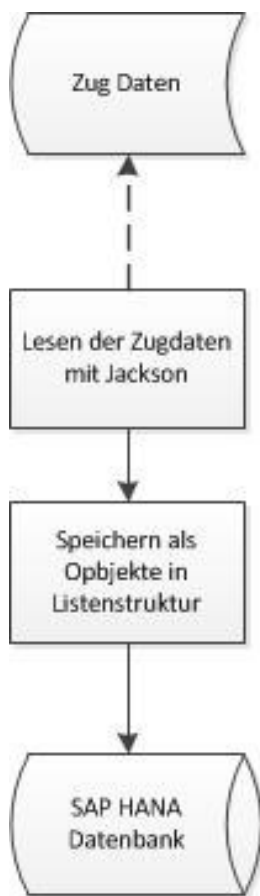 Zug Daten
Lesen der Zugdaten
mit Jackson
Speichern als
Opbjekte in
Listenstruktur
SAP HANA
Datenbank